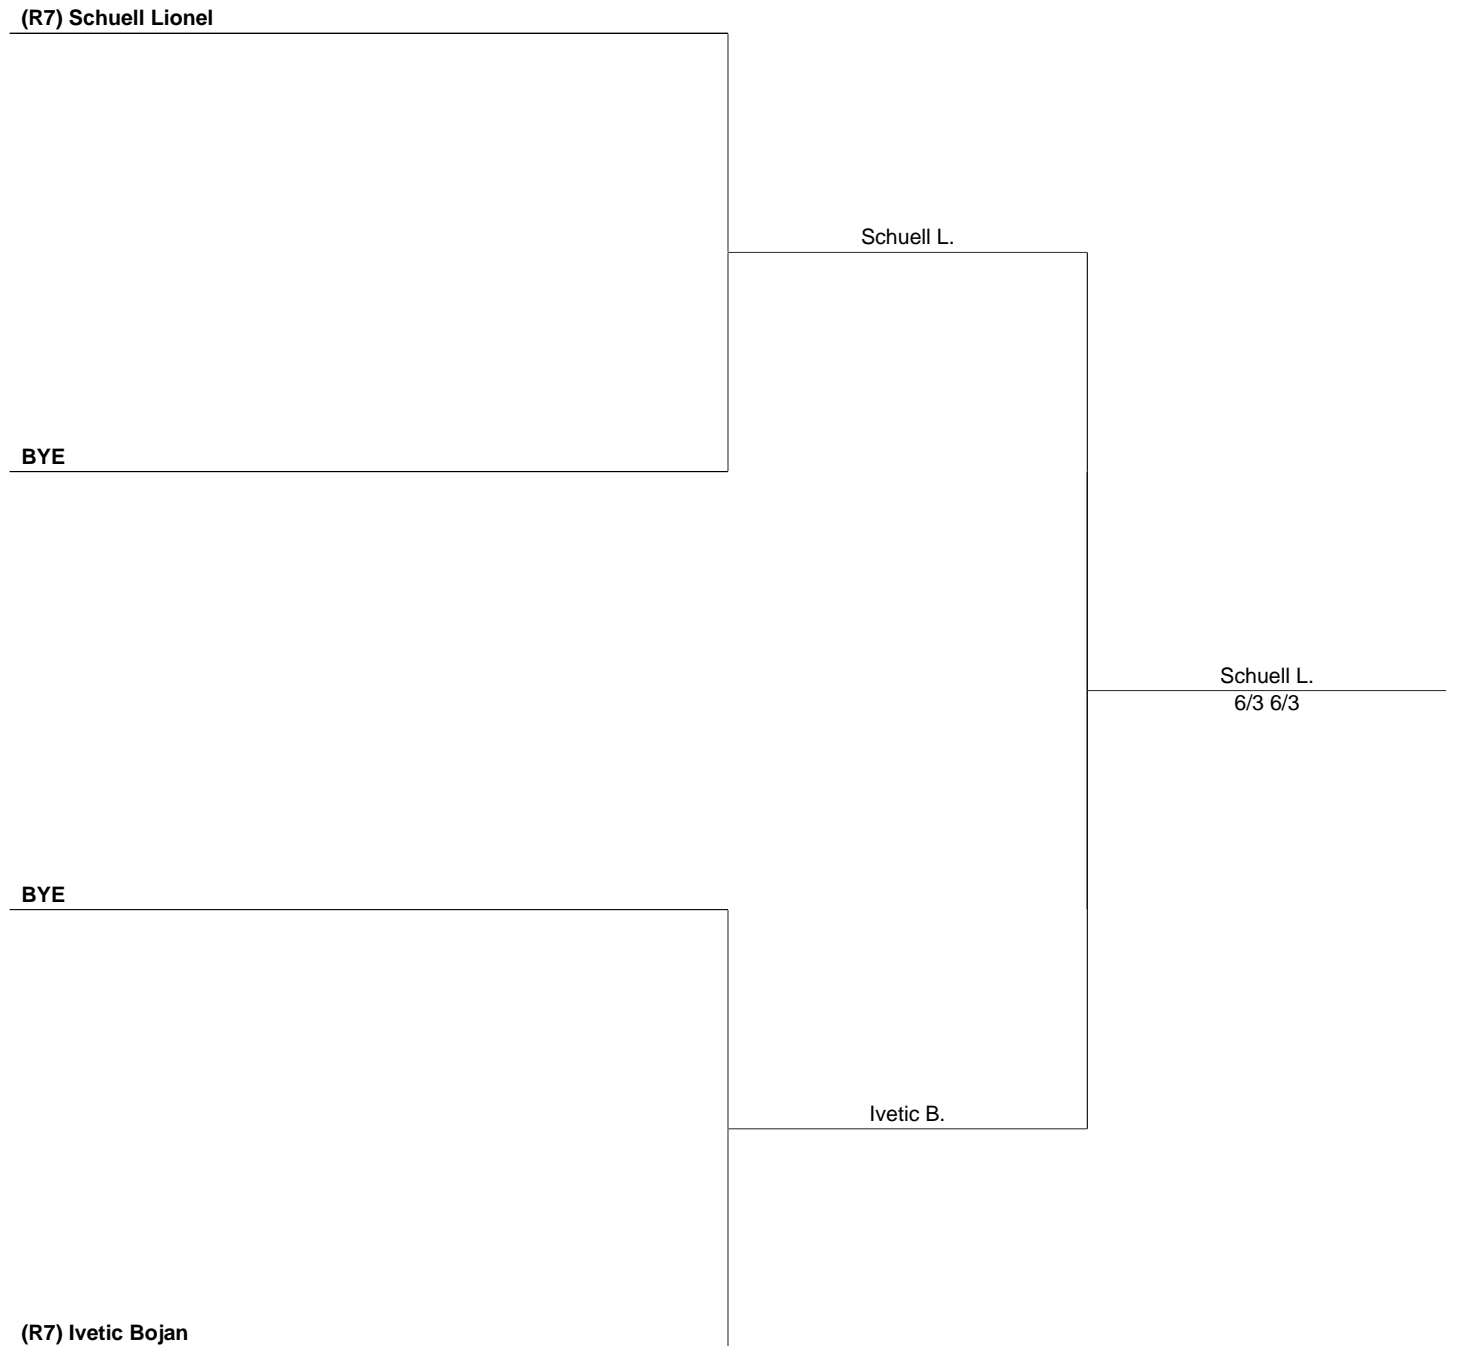 (R7) Schuell Lionel
Schuell L.
BYE
Schuell L.
6/3 6/3
BYE
Ivetic B.
(R7) Ivetic Bojan